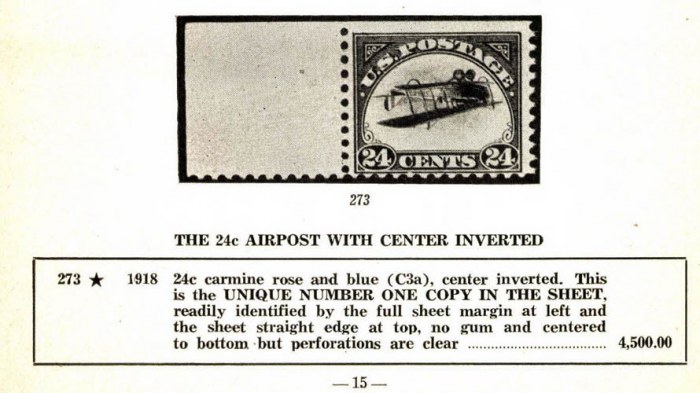 U.S. POSTAGE
24 CENTS 24
273
THE 24c AIRPOST WITH CENTER INVERTED
273 ★ 1918 24c carmine rose and blue (C3a), center inverted. This
is the UNIQUE NUMBER ONE COPY IN THE SHEET,
readily identified by the full sheet margin at left and
the sheet straight edge at top, no gum and centered
to bottom but perforations are clear ........................................ 4,500.00
— 15 —